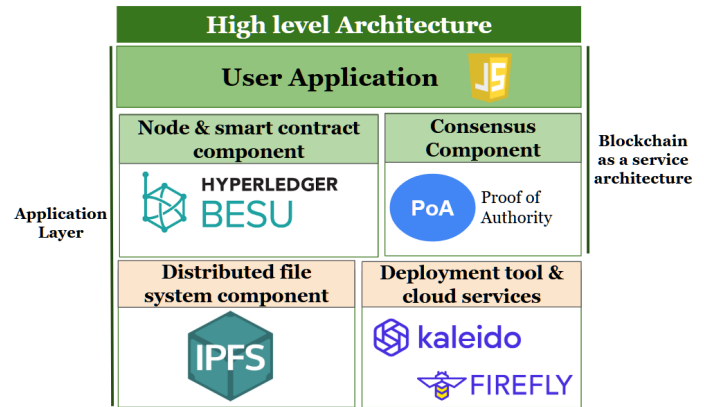 High level Architecture
User Application
JS
Node & smart contract
component
HYPERLEDGER
BESU
Consensus
Component
PoA
Proof of
Authority
Blockchain
as a service
architecture
Application
Layer
Distributed file
system component
IPFS
Deployment tool &
cloud services
kaleido
FIREFLY